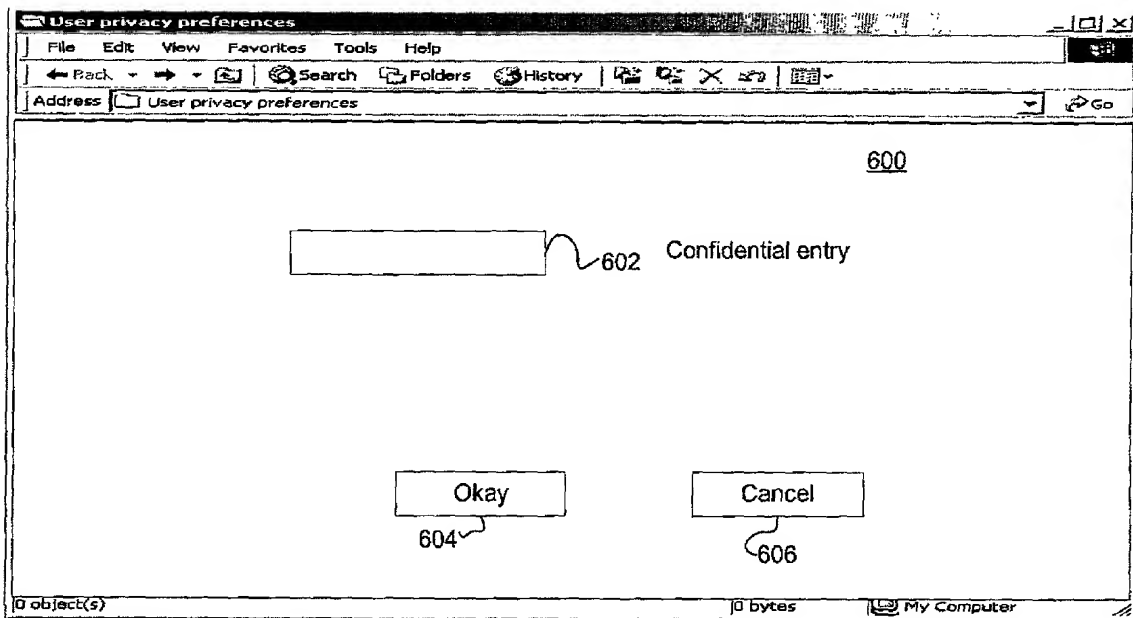 User privacy preferences
File Edit View Favorites Tools Help
Back Search Folders History
Address User privacy preferences Go
600
602 Confidential entry
Okay Cancel
604 606
0 object(s) 0 bytes My Computer